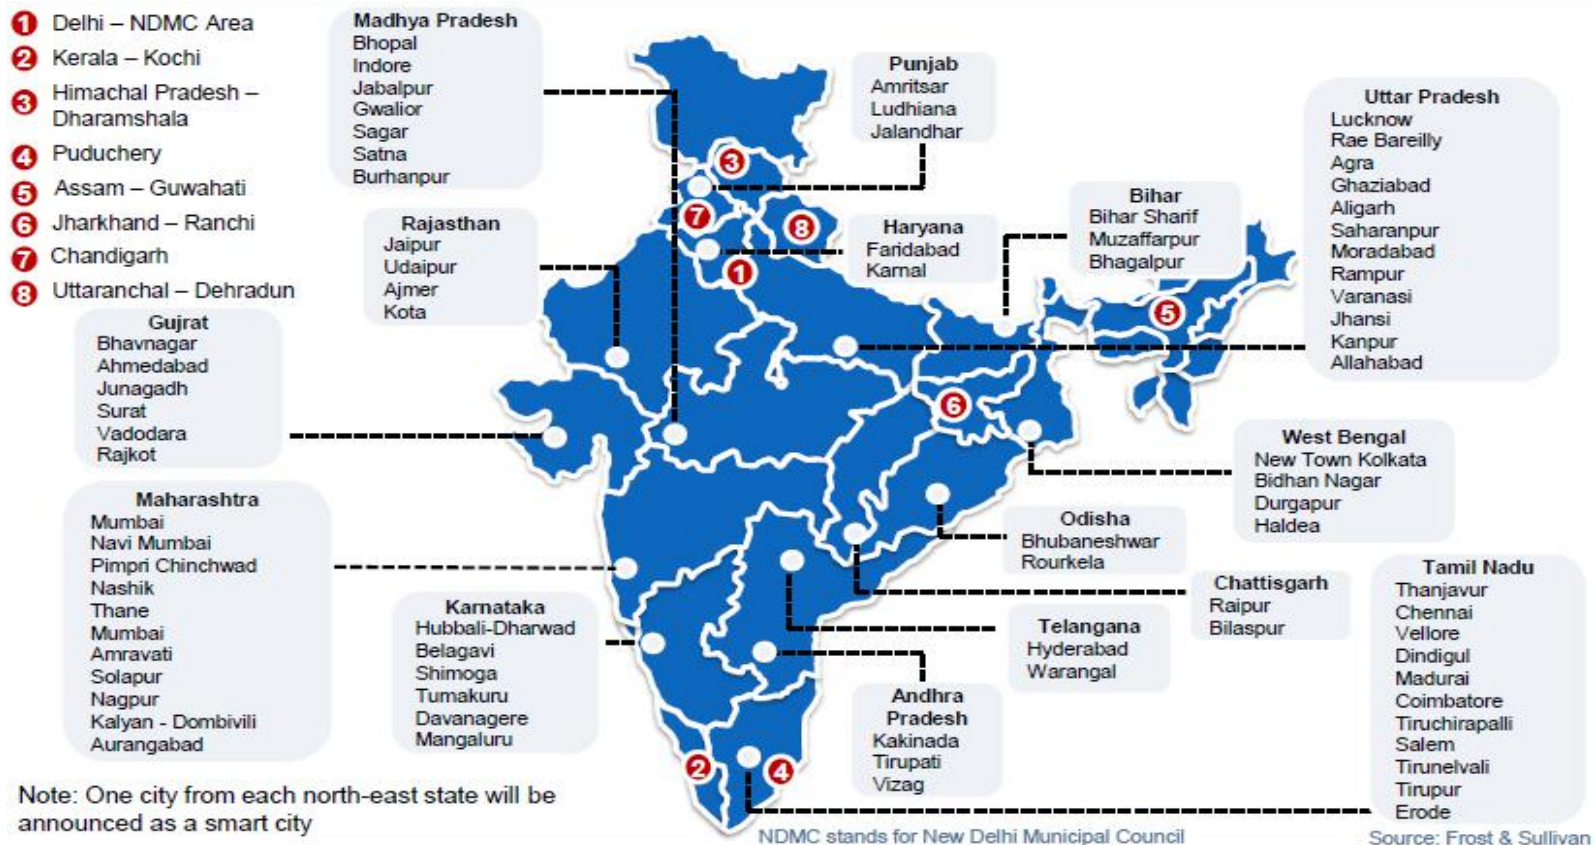 1 Delhi – NDMC Area
2 Kerala – Kochi
3 Himachal Pradesh –
Dharamshala
4 Puduchery
5 Assam – Guwahati
6 Jharkhand – Ranchi
7 Chandigarh
8 Uttaranchal – Dehradun
Madhya Pradesh
Bhopal
Indore
Jabalpur
Gwalior
Sagar
Satna
Burhanpur
Punjab
Amritsar
Ludhiana
Jalandhar
Uttar Pradesh
Lucknow
Rae Bareilly
Agra
Ghaziabad
Aligarh
Saharanpur
Moradabad
Rampur
Varanasi
Jhansi
Kanpur
Allahabad
Rajasthan
Jaipur
Udaipur
Ajmer
Kota
Haryana
Faridabad
Karnal
Bihar
Bihar Sharif
Muzaffarpur
Bhagalpur
Gujrat
Bhavnagar
Ahmedabad
Junagadh
Surat
Vadodara
Rajkot
3
7
8
1
5
6
2
4
West Bengal
New Town Kolkata
Bidhan Nagar
Durgapur
Haldea
Maharashtra
Mumbai
Navi Mumbai
Pimpri Chinchwad
Nashik
Thane
Mumbai
Amravati
Solapur
Nagpur
Kalyan - Dombivili
Aurangabad
Karnataka
Hubbali-Dharwad
Belagavi
Shimoga
Tumakuru
Davanagere
Mangaluru
Odisha
Bhubaneshwar
Rourkela
Chattisgarh
Raipur
Bilaspur
Telangana
Hyderabad
Warangal
Andhra
Pradesh
Kakinada
Tirupati
Vizag
Tamil Nadu
Thanjavur
Chennai
Vellore
Dindigul
Madurai
Coimbatore
Tiruchirapalli
Salem
Tirunelvali
Tirupur
Erode
Note: One city from each north-east state will be
announced as a smart city
NDMC stands for New Delhi Municipal Council
Source: Frost & Sullivan